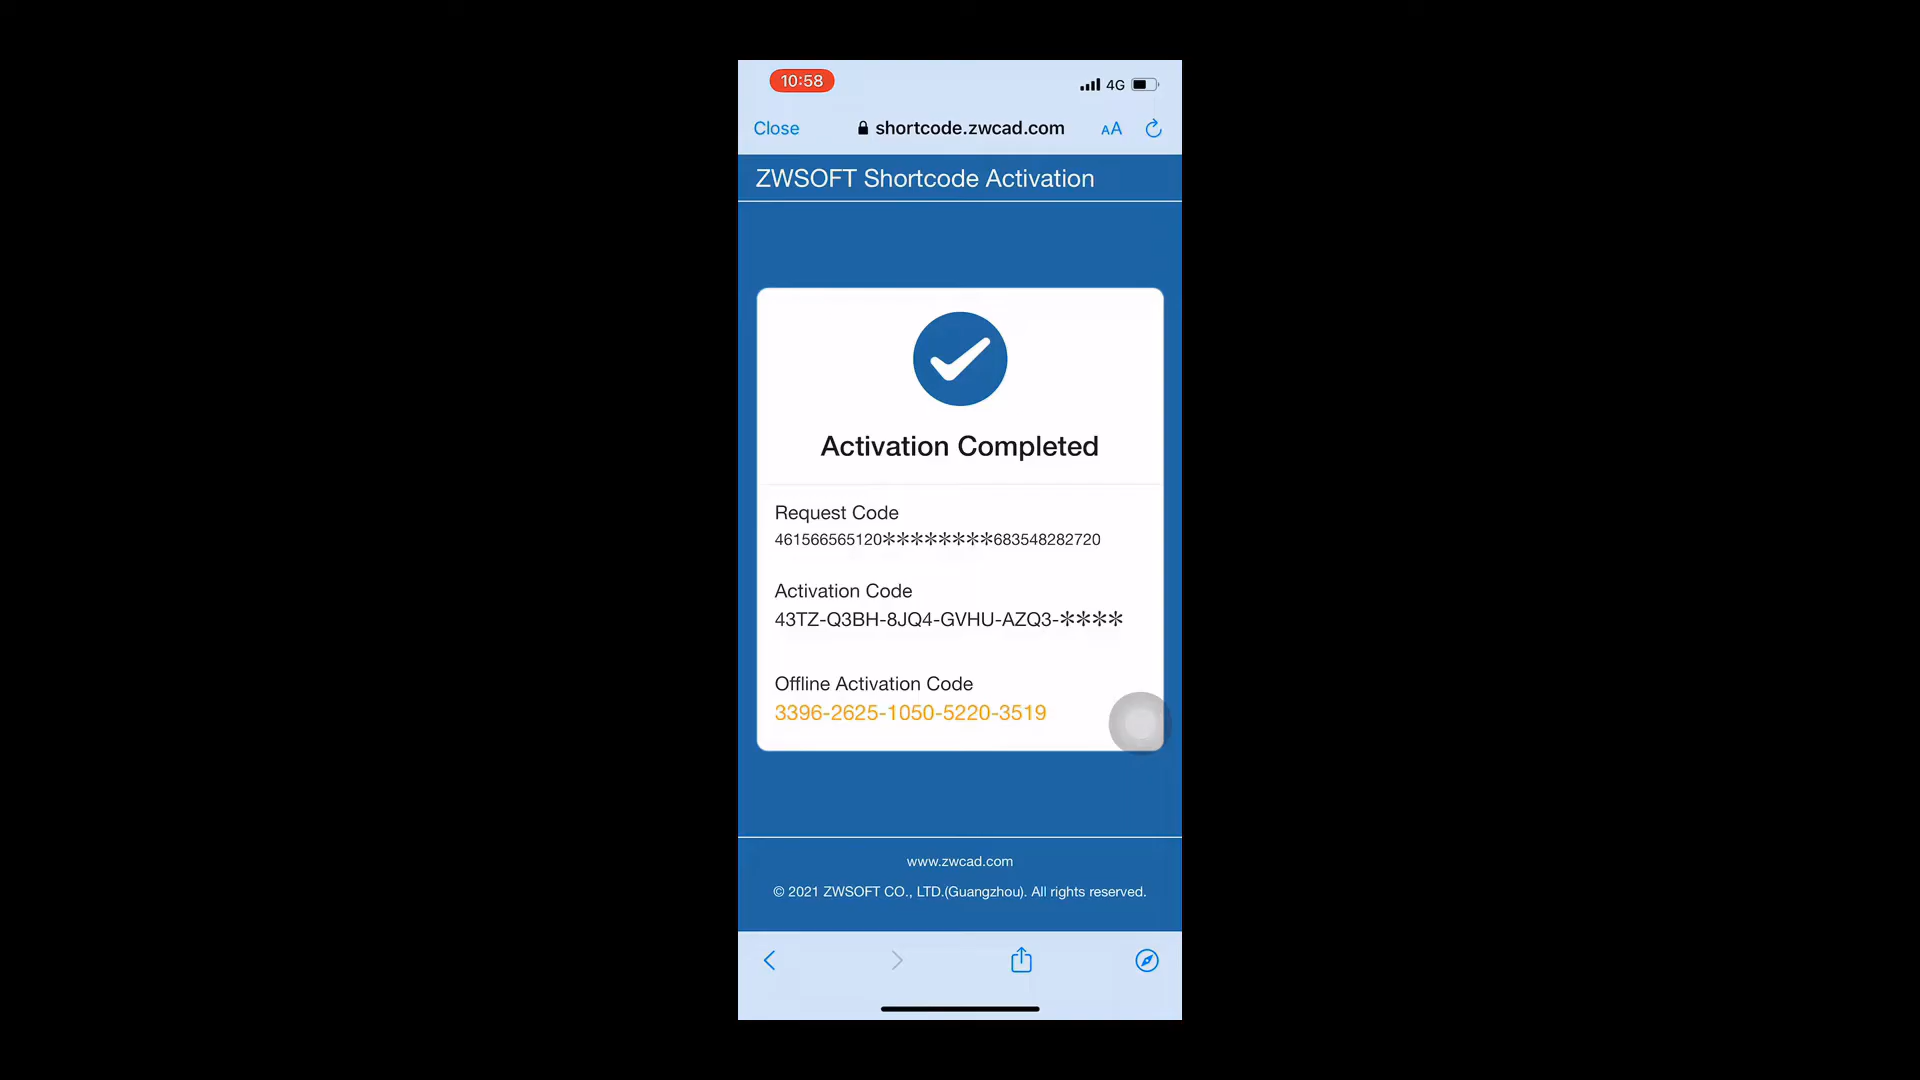 10:58
4G
Close
shortcode.zwcad.com
AA
ZWSOFT Shortcode Activation
Activation Completed
Request Code
461566565120********683548282720
Activation Code
43TZ-Q3BH-8JQ4-GVHU-AZQ3-****
Offline Activation Code
3396-2625-1050-5220-3519
www.zwcad.com
© 2021 ZWSOFT CO., LTD.(Guangzhou). All rights reserved.